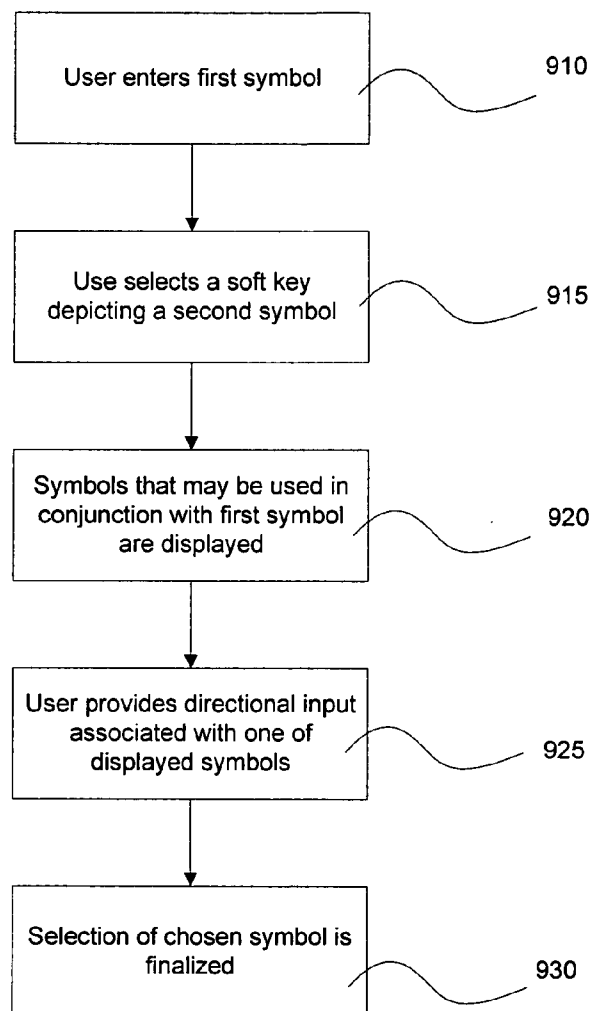 User enters first symbol
910
Use selects a soft key
depicting a second symbol
915
Symbols that may be used in
conjunction with first symbol
are displayed
920
User provides directional input
associated with one of
displayed symbols
925
Selection of chosen symbol is
finalized
930